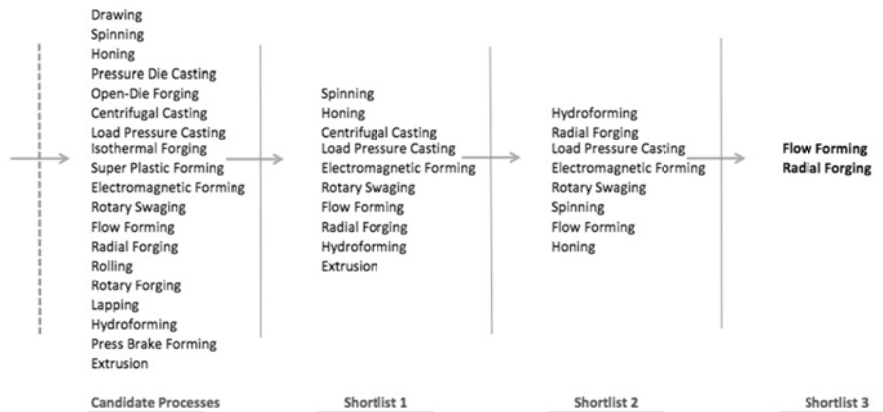 Drawing
Spinning
Honing
Pressure Die Casting
Open-Die Forging
Centrifugal Casting
Load Pressure Casting
Isothermal Forging
Super Plastic Forming
Electromagnetic Forming
Rotary Swaging
Flow Forming
Radial Forging
Rolling
Rotary Forging
Lapping
Hydroforming
Press Brake Forming
Extrusion
Candidate Processes
Spinning
Honing
Centrifugal Casting
Load Pressure Casting
Electromagnetic Forming
Rotary Swaging
Flow Forming
Radial Forging
Hydroforming
Extrusion
Shortlist 1
Hydroforming
Radial Forging
Load Pressure Casting
Electromagnetic Forming
Rotary Swaging
Spinning
Flow Forming
Honing
Shortlist 2
Flow Forming
Radial Forging
Shortlist 3